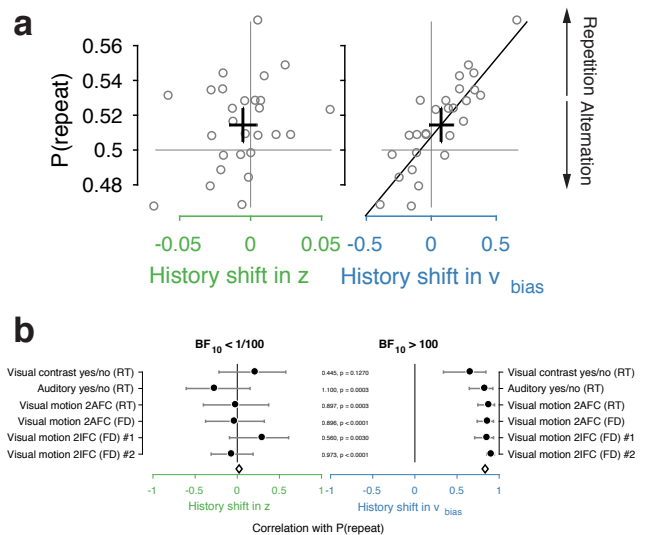 a
P(repeat)
0.56
0.54
0.52
0.5
0.48
Repetition
Alternation
-0.05 0 0.05
-0.5 0 0.5
History shift in z
History shift in v bias
b
BF10 < 1/100
BF10 > 100
Visual contrast yes/no (RT) 0.445, p = 0.1270 Visual contrast yes/no (RT)
Auditory yes/no (RT) 1.100, p = 0.0003 Auditory yes/no (RT)
Visual motion 2AFC (RT) 0.897, p = 0.0003 Visual motion 2AFC (RT)
Visual motion 2AFC (FD) 0.896, p < 0.0001 Visual motion 2AFC (FD)
Visual motion 2IFC (FD) #1 0.560, p = 0.0030 Visual motion 2IFC (FD) #1
Visual motion 2IFC (FD) #2 0.973, p < 0.0001 Visual motion 2IFC (FD) #2
-1 -0.5 0 0.5 1
-1 -0.5 0 0.5 1
History shift in z
History shift in v bias
Correlation with P(repeat)